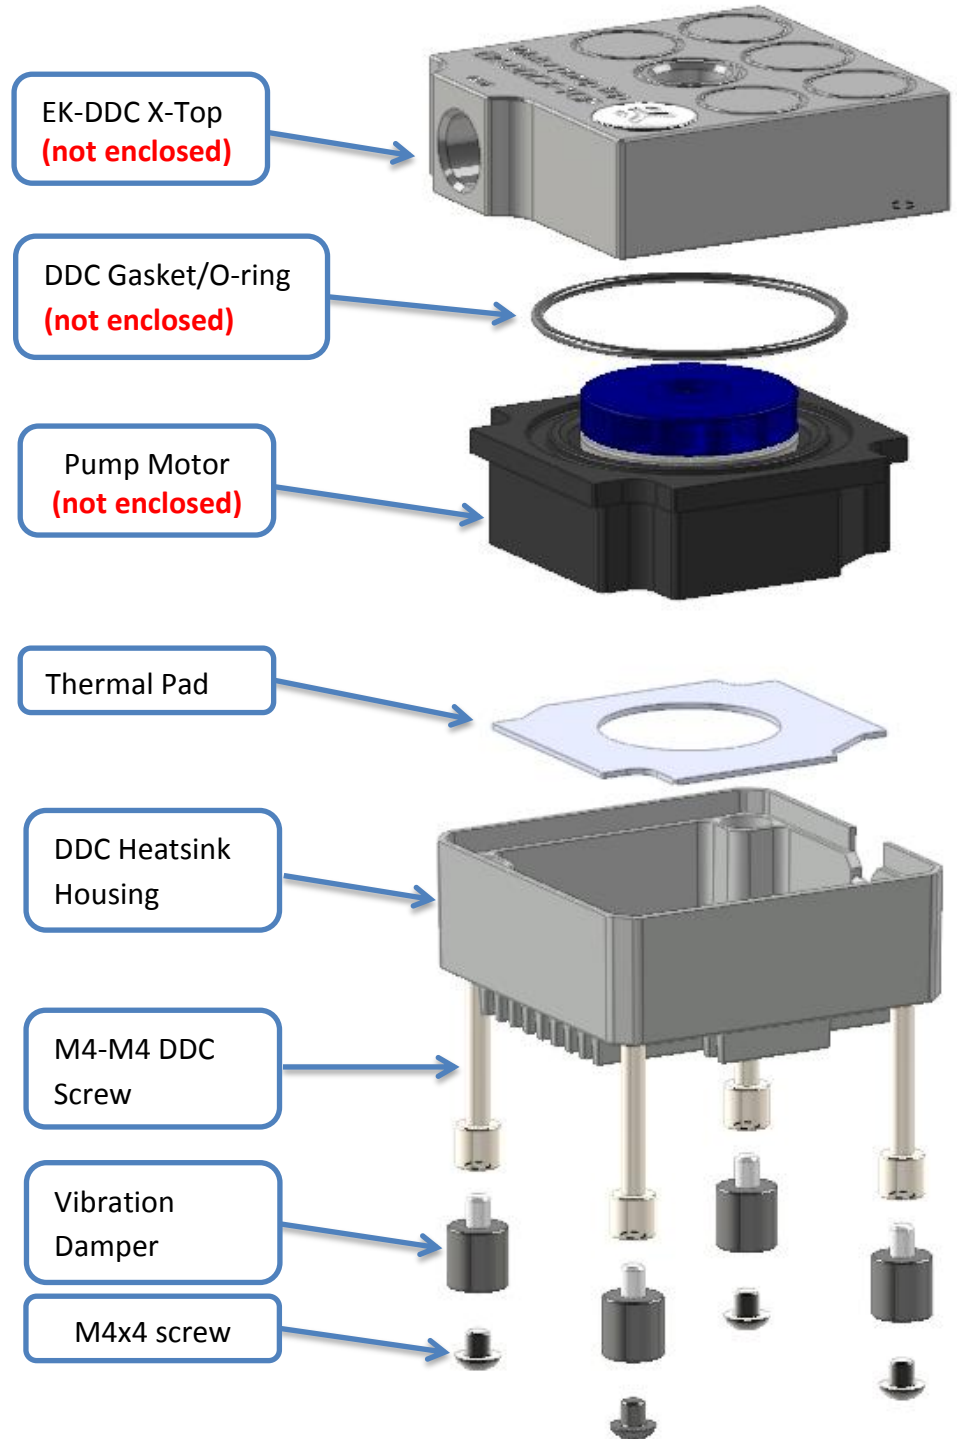 EK-DDC X-Top
(not enclosed)
DDC Gasket/O-ring
(not enclosed)
Pump Motor
(not enclosed)
Thermal Pad
DDC Heatsink
Housing
M4-M4 DDC
Screw
Vibration
Damper
M4x4 screw